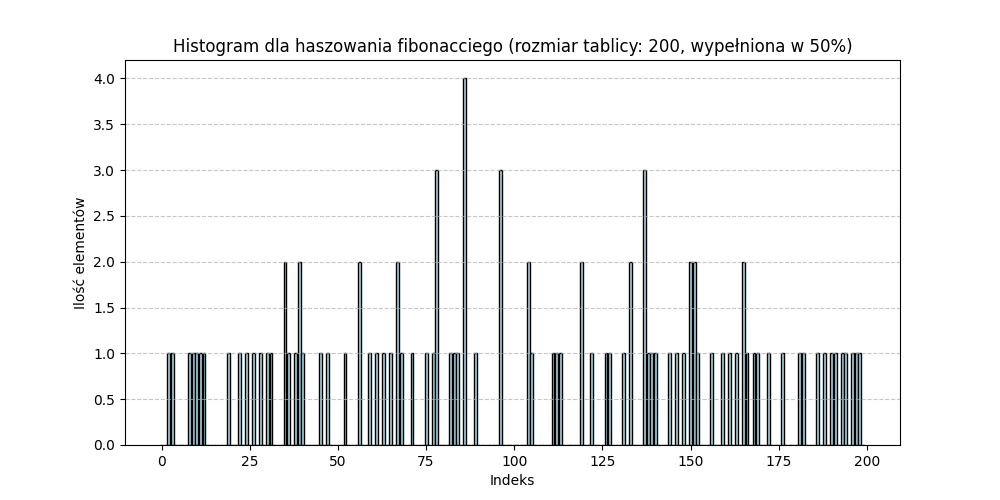 Histogram dla haszowania fibonacciego (rozmiar tablicy: 200, wypełniona w 50%)
4.0
3.5
3.0
2.5
2.0
1.5
1.0
0.5
0.0
Ilość elementów
0 25 50 75 100 125 150 175 200
Indeks